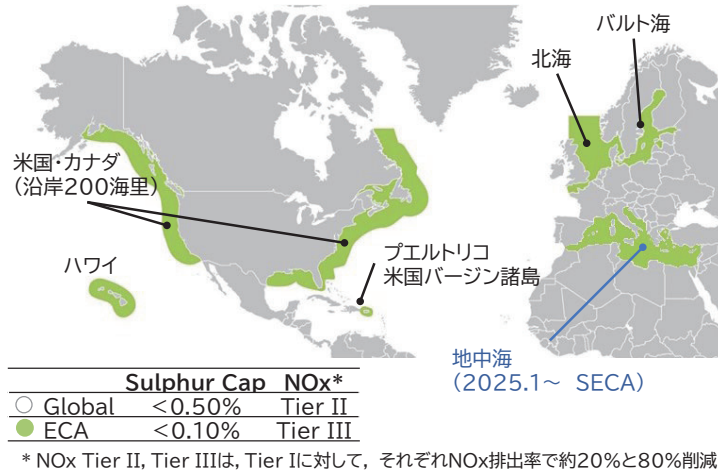 バルト海
北海
米国・カナダ
(沿岸200海里)
ハワイ
プエルトリコ
米国バージン諸島
地中海
(2025.1~ SECA)
Sulphur Cap NOx*
Global <0.50% Tier II
ECA <0.10% Tier III
* NOx Tier II, Tier IIIは, Tier Iに対して, それぞれNOx排出率で約20%と80%削減